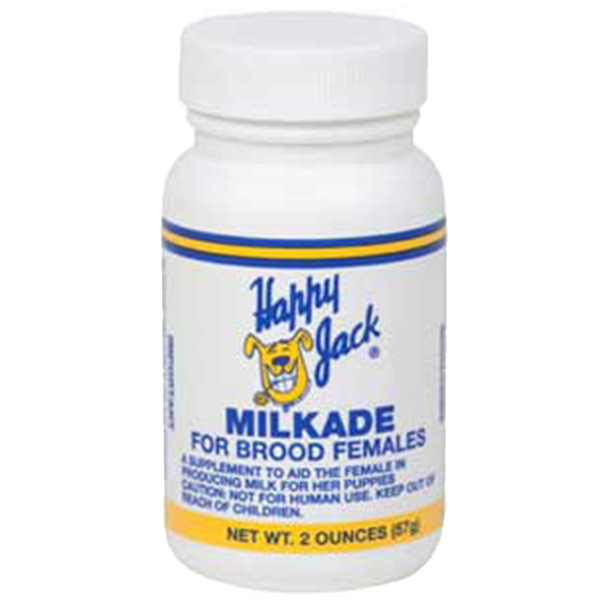 Happy
Jack ®
IMPORTANT
MILKADE
FOR BROOD FEMALES
A SUPPLEMENT TO AID THE FEMALE IN
PRODUCING MILK FOR HER PUPPIES
CAUTION: NOT FOR HUMAN USE. KEEP OUT OF
REACH OF CHILDREN.
NET WT. 2 OUNCES (57g)